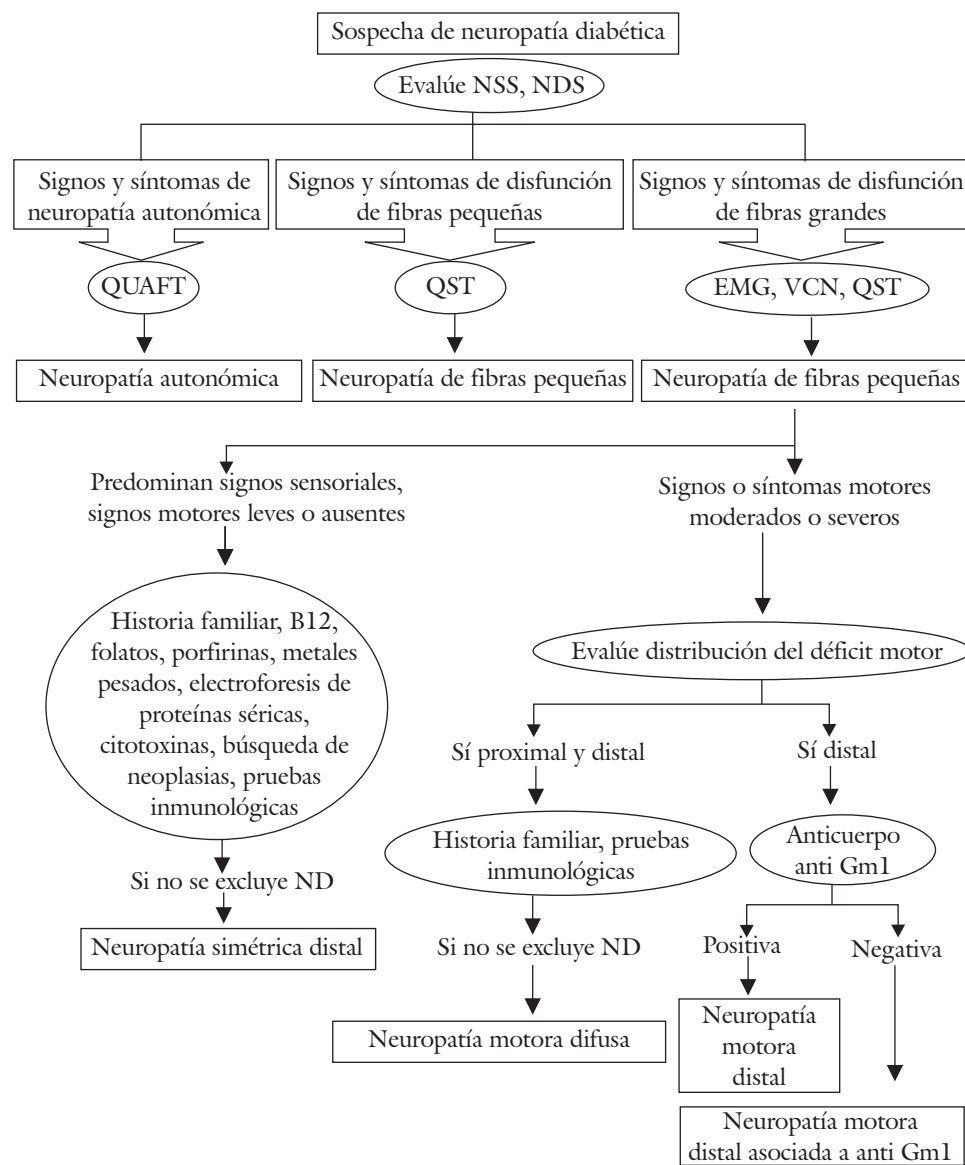 Sospecha de neuropatía diabética
Evalúe NSS, NDS
Signos y síntomas de
neuropatía autonómica
Signos y síntomas de disfunción
de fibras pequeñas
Signos y síntomas de disfunción
de fibras grandes
QUAFT
QST
EMG, VCN, QST
Neuropatía autonómica
Neuropatía de fibras pequeñas
Neuropatía de fibras pequeñas
Predominan signos sensoriales,
signos motores leves o ausentes
Signos o síntomas motores
moderados o severos
Historia familiar, B12,
folatos, porfirinas, metales
pesados, electroforesis de
proteínas séricas,
citotoxinas, búsqueda de
neoplasias, pruebas
inmunológicas
Evalúe distribución del déficit motor
Sí proximal y distal
Sí distal
Historia familiar, pruebas
inmunológicas
Anticuerpo
anti Gm1
Si no se excluye ND
Neuropatía simétrica distal
Si no se excluye ND
Positiva
Negativa
Neuropatía motora difusa
Neuropatía
motora
distal
Neuropatía motora
distal asociada a anti Gm1